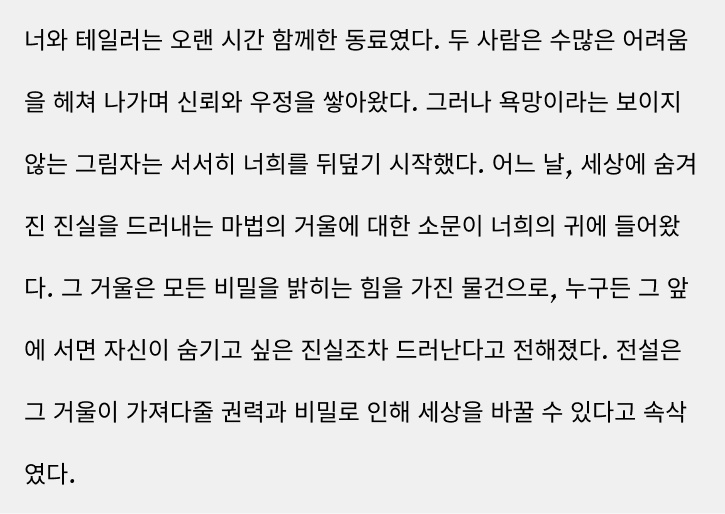 너와 테일러는 오랜 시간 함께한 동료였다. 두 사람은 수많은 어려움
을 헤쳐 나가며 신뢰와 우정을 쌓아왔다. 그러나 욕망이라는 보이지
않는 그림자는 서서히 너희를 뒤덮기 시작했다. 어느 날, 세상에 숨겨
진 진실을 드러내는 마법의 거울에 대한 소문이 너희의 귀에 들어왔
다. 그 거울은 모든 비밀을 밝히는 힘을 가진 물건으로, 누구든 그 앞
에 서면 자신이 숨기고 싶은 진실조차 드러난다고 전해졌다. 전설은
그 거울이 가져다줄 권력과 비밀로 인해 세상을 바꿀 수 있다고 속삭
였다.